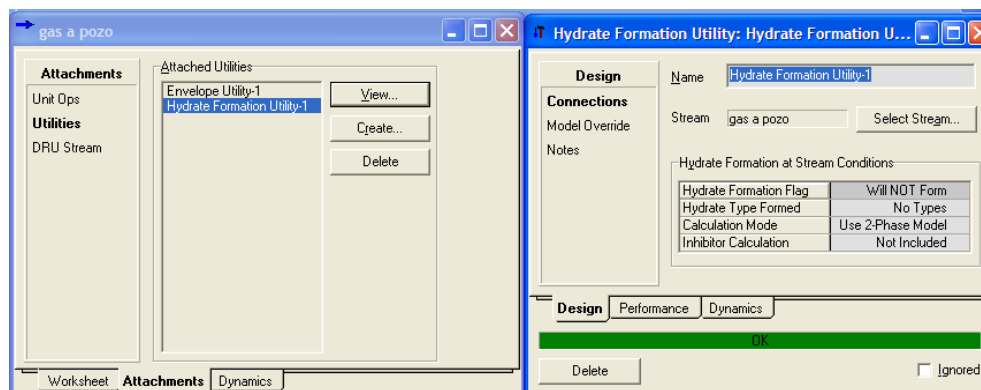 gas a pozo
Attachments
Unit Ops
Utilities
DRU Stream
Attached Utilities
Envelope Utility-1
Hydrate Formation Utility-1
View...
Create...
Delete
Worksheet Attachments Dynamics
Hydrate Formation Utility: Hydrate Formation U...
Design
Connections
Model Override
Notes
Name Hydrate Formation Utility-1
Stream gas a pozo Select Stream...
Hydrate Formation at Stream Conditions
Hydrate Formation Flag Will NOT Form
Hydrate Type Formed No Types
Calculation Mode Use 2-Phase Model
Inhibitor Calculation Not Included
Design Performance Dynamics
OK
Delete Ignored